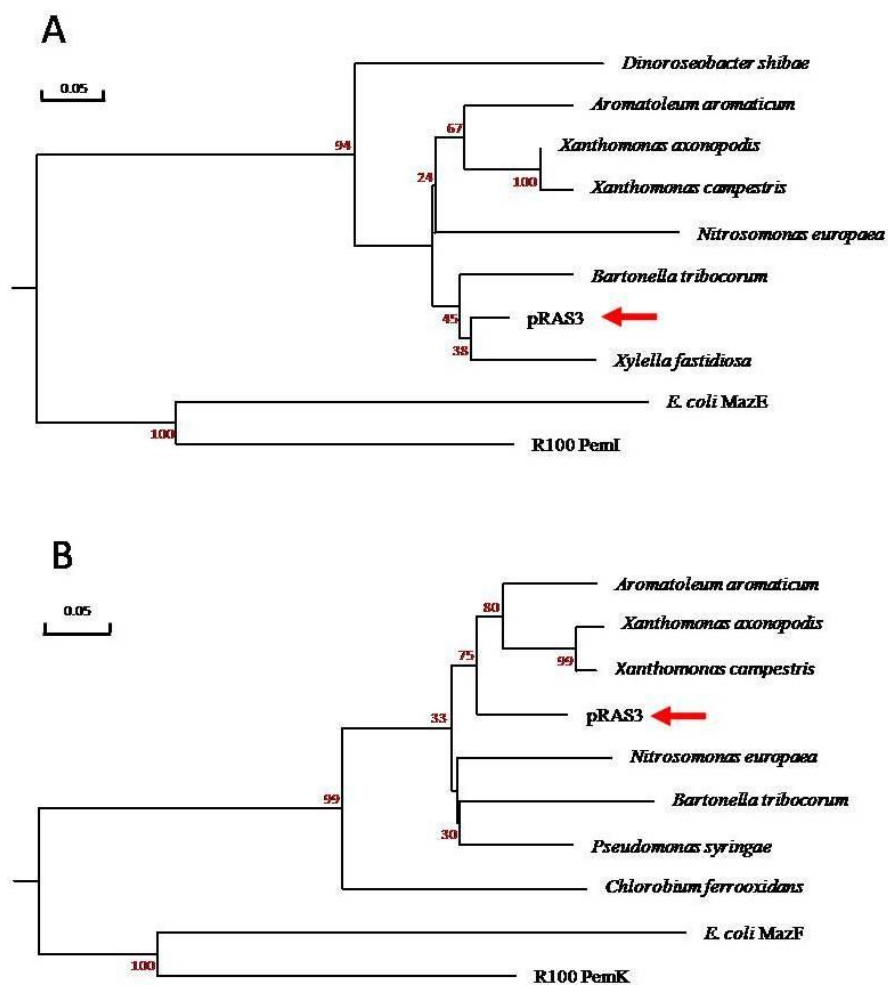 A
0.05
Dinoroseobacter shibae
Aromatoleum aromaticum
67
Xanthomonas axonopodis
94
100
Xanthomonas campestris
24
Nitrosomonas europaea
Bartonella tribocorum
45
pRAS3
38
Xylella fastidiosa
E. coli MazE
100
R100 PemI
B
0.05
Aromatoleum aromaticum
80
Xanthomonas axonopodis
75
99
Xanthomonas campestris
pRAS3
33
Nitrosomonas europaea
99
Bartonella tribocorum
30
Pseudomonas syringae
Chlorobium ferrooxidans
E. coli MazF
100
R100 PemK